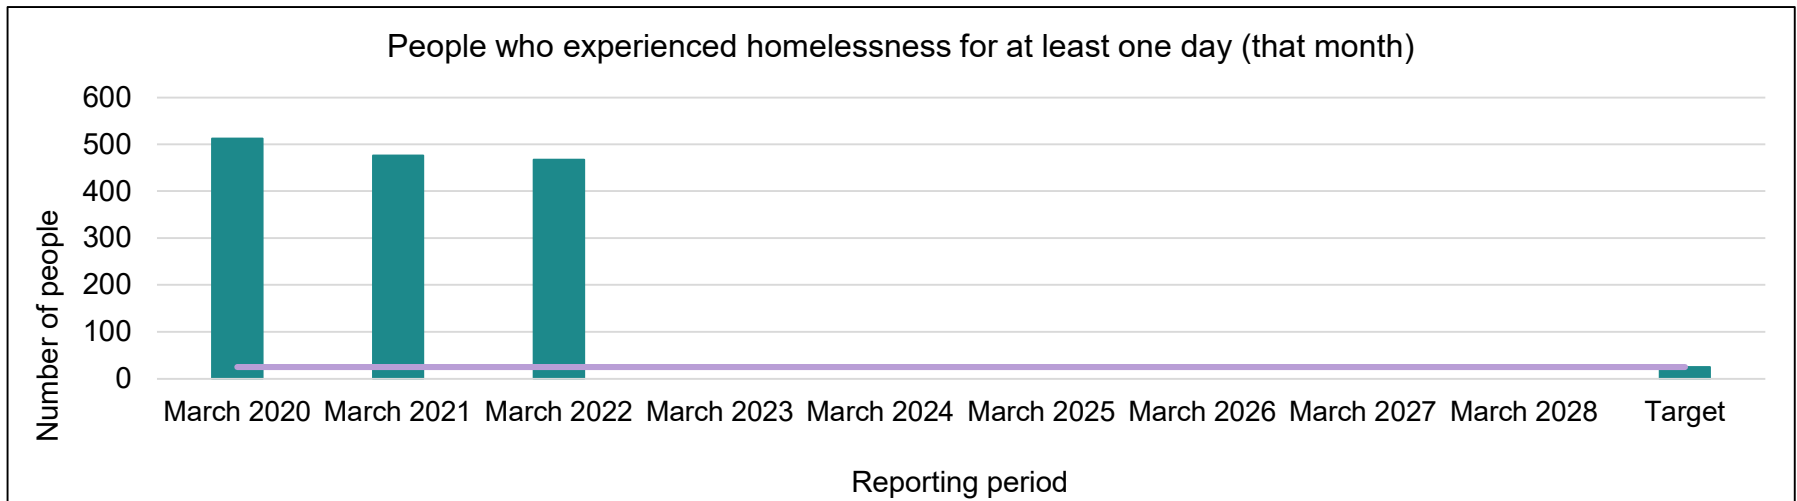 People who experienced homelessness for at least one day (that month)
Number of people
600
500
400
300
200
100
0
March 2020 March 2021 March 2022 March 2023 March 2024 March 2025 March 2026 March 2027 March 2028 Target
Reporting period